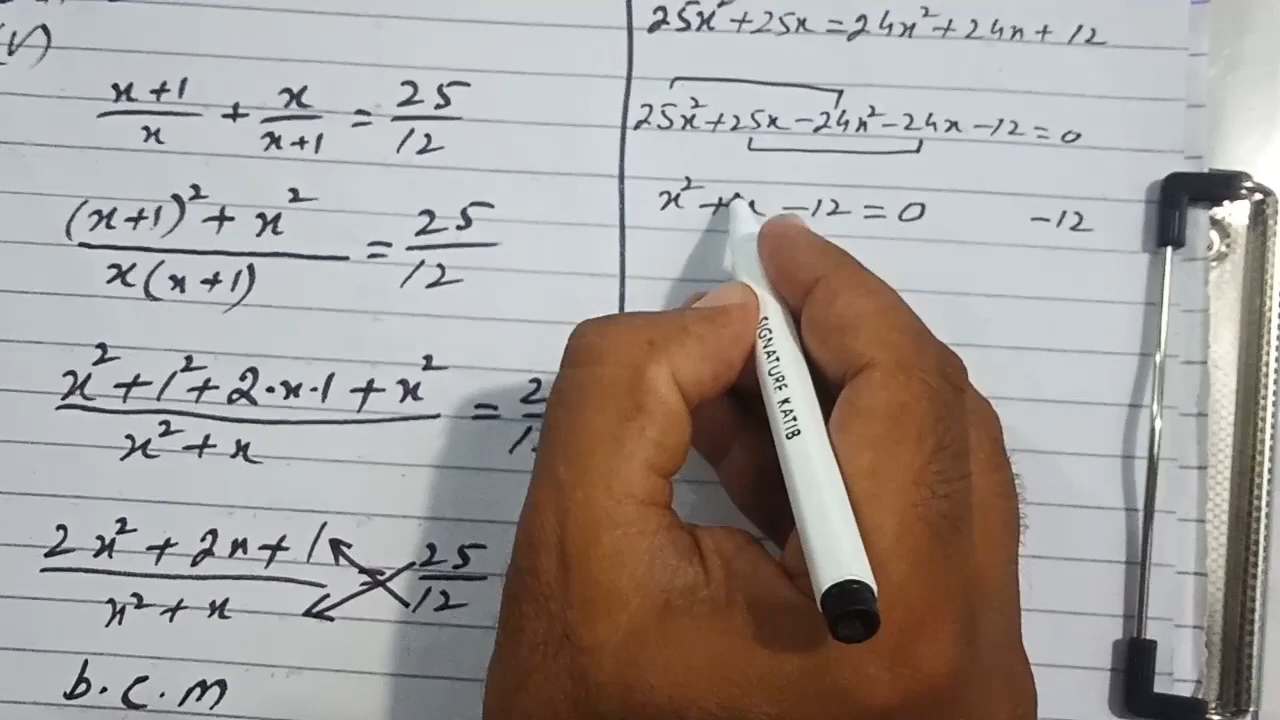 (v)
x+1/x + x/x+1 = 25/12
(x+1)² + x²/x(x+1) = 25/12
x² + 1² + 2·x·1 + x²/x² + x = 2
2x² + 2x + 1/x² + x = 25/12
b.c.m
25x² + 25x = 24x² + 24x + 12
25x² + 25x - 24x² - 24x - 12 = 0
x² + x - 12 = 0 -12
SIGNATURE KATIB